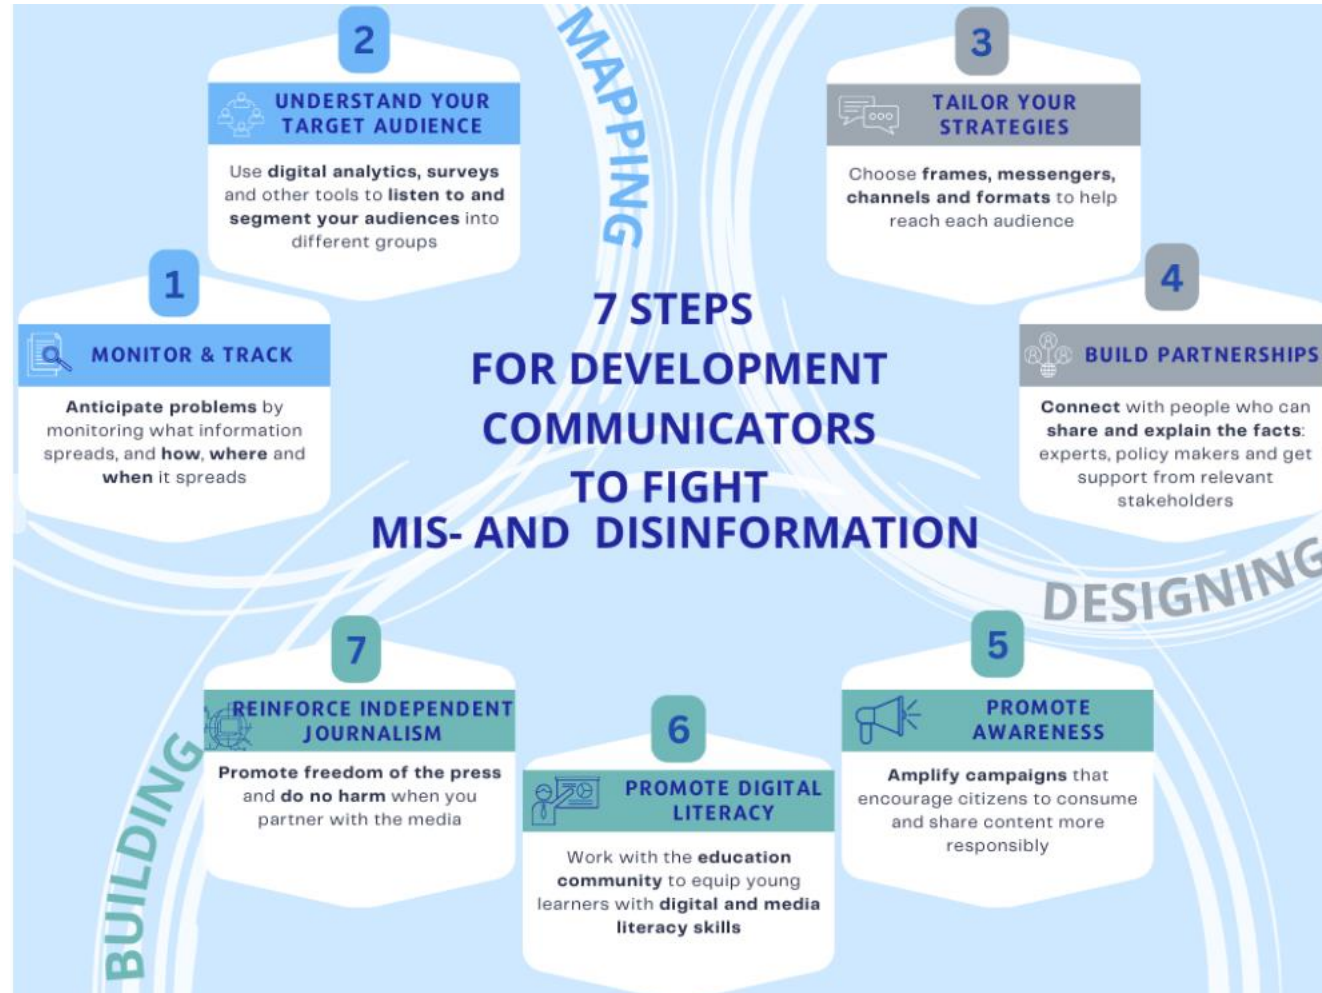 7 STEPS
FOR DEVELOPMENT
COMMUNICATORS
TO FIGHT
MIS- AND DISINFORMATION
MAPPING
1
MONITOR & TRACK
Anticipate problems by
monitoring what information
spreads, and how, where and
when it spreads
2
UNDERSTAND YOUR
TARGET AUDIENCE
Use digital analytics, surveys
and other tools to listen to and
segment your audiences into
different groups
DESIGNING
3
TAILOR YOUR
STRATEGIES
Choose frames, messengers,
channels and formats to help
reach each audience
4
BUILD PARTNERSHIPS
Connect with people who can
share and explain the facts:
experts, policy makers and get
support from relevant
stakeholders
BUILDING
5
PROMOTE
AWARENESS
Amplify campaigns that
encourage citizens to consume
and share content more
responsibly
6
PROMOTE DIGITAL
LITERACY
Work with the education
community to equip young
learners with digital and media
literacy skills
7
REINFORCE INDEPENDENT
JOURNALISM
Promote freedom of the press
and do no harm when you
partner with the media